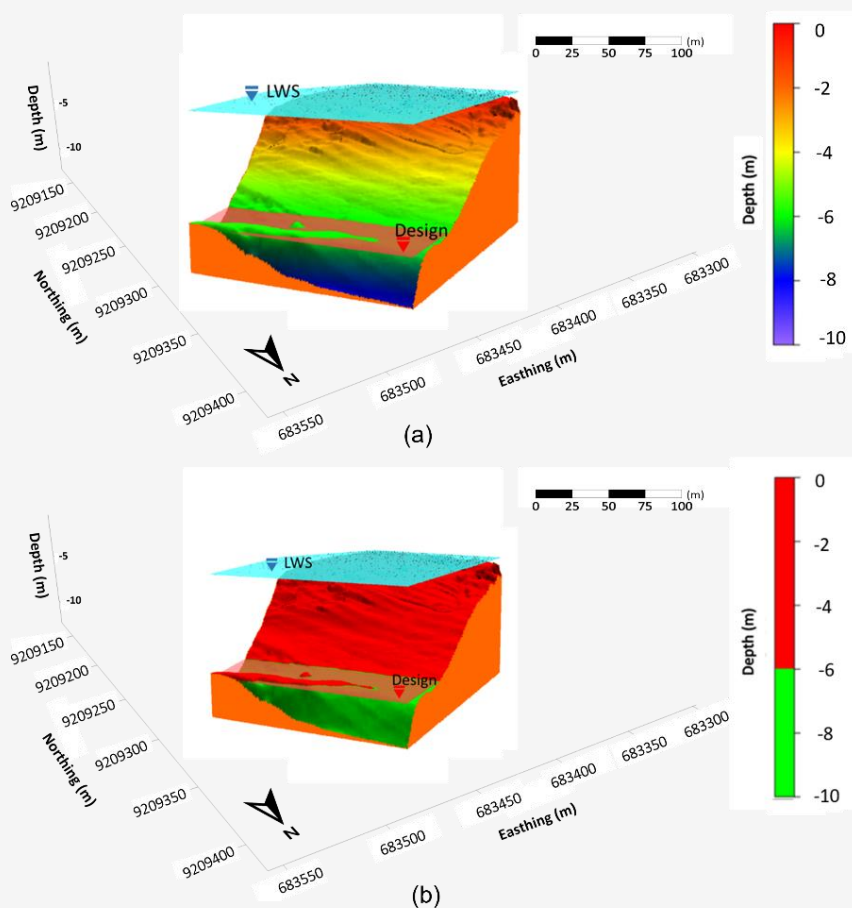 0
(m)
0 25 50 75 100
Depth (m)
-5
-10
LWS
Design
Depth (m)
-2
-4
-6
-8
-10
9209150
9209200
9209250
9209300
9209350
9209400
Northing (m)
N
683300
683350
683400
683450
683500
683550
Easthing (m)
(a)
0
(m)
0 25 50 75 100
Depth (m)
-5
-10
LWS
Design
Depth (m)
-2
-4
-6
-8
-10
9209150
9209200
9209250
9209300
9209350
9209400
Northing (m)
N
683300
683350
683400
683450
683500
683550
Easthing (m)
(b)